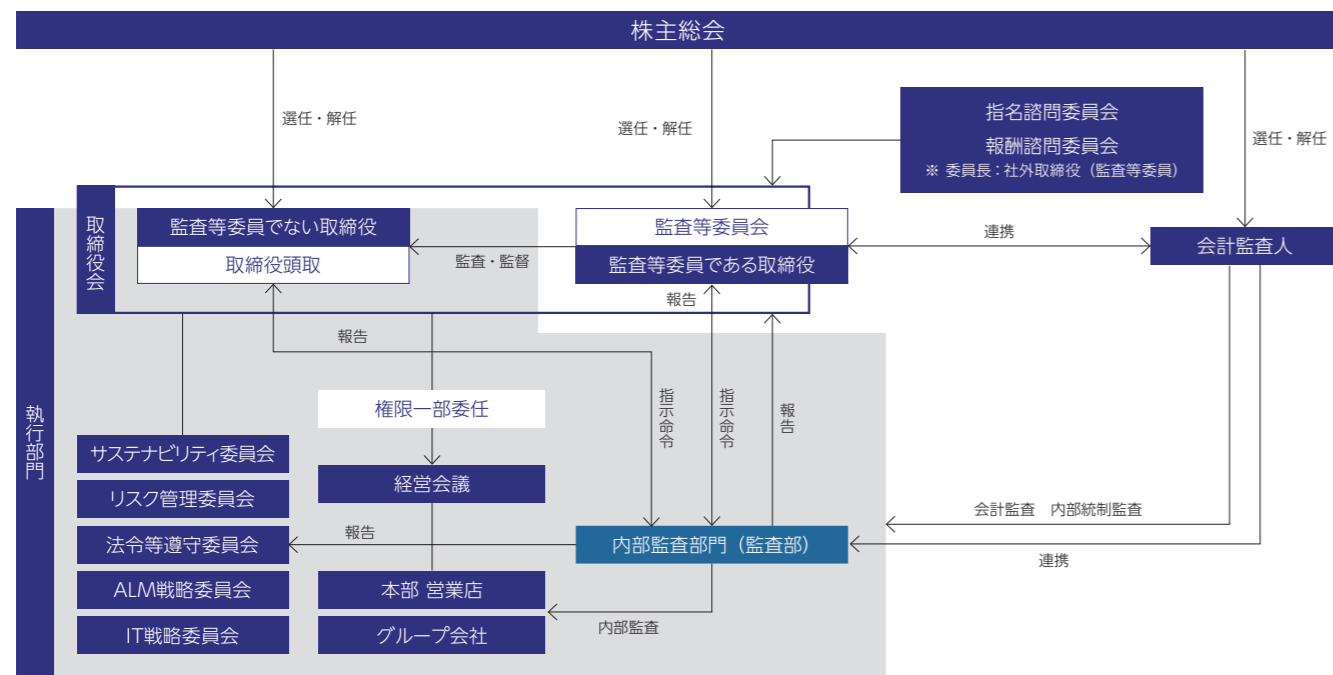 株主総会
選任・解任
選任・解任
選任・解任
指名諮問委員会
報酬諮問委員会
※ 委員長：社外取締役（監査等委員）
取締役会
監査等委員でない取締役
取締役頭取
監査・監督
監査等委員会
監査等委員である取締役
連携
会計監査人
報告
報告
執行部門
権限一部委任
指示命令
指示命令
報告
サステナビリティ委員会
リスク管理委員会
法令等遵守委員会
ALM戦略委員会
IT戦略委員会
経営会議
報告
内部監査部門（監査部）
会計監査　内部統制監査
連携
本部 営業店
グループ会社
内部監査